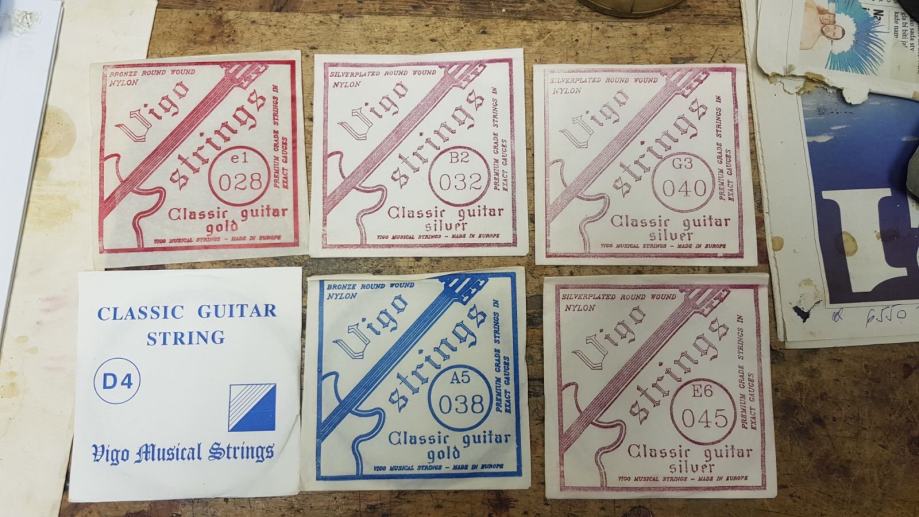 BRONZE ROUND WOUND
NYLON
Vigo
strings
e1
028
PREMIUM GRADE STRINGS IN
EXACT GAUGES
Classic guitar
gold
VIGO MUSICAL STRINGS - MADE IN EUROPE
SILVERPLATED ROUND WOUND
NYLON
Vigo
strings
B2
032
PREMIUM GRADE STRINGS IN
EXACT GAUGES
Classic guitar
silver
VIGO MUSICAL STRINGS - MADE IN EUROPE
SILVERPLATED ROUND WOUND
NYLON
Vigo
strings
G3
040
PREMIUM GRADE STRINGS IN
EXACT GAUGES
Classic guitar
silver
VIGO MUSICAL STRINGS - MADE IN EUROPE
CLASSIC GUITAR
STRING
D4
Vigo Musical Strings
BRONZE ROUND WOUND
NYLON
Vigo
strings
A5
038
PREMIUM GRADE STRINGS IN
EXACT GAUGES
Classic guitar
gold
VIGO MUSICAL STRINGS - MADE IN EUROPE
SILVERPLATED ROUND WOUND
NYLON
Vigo
strings
E6
045
PREMIUM GRADE STRINGS IN
EXACT GAUGES
Classic guitar
silver
VIGO MUSICAL STRINGS - MADE IN EUROPE